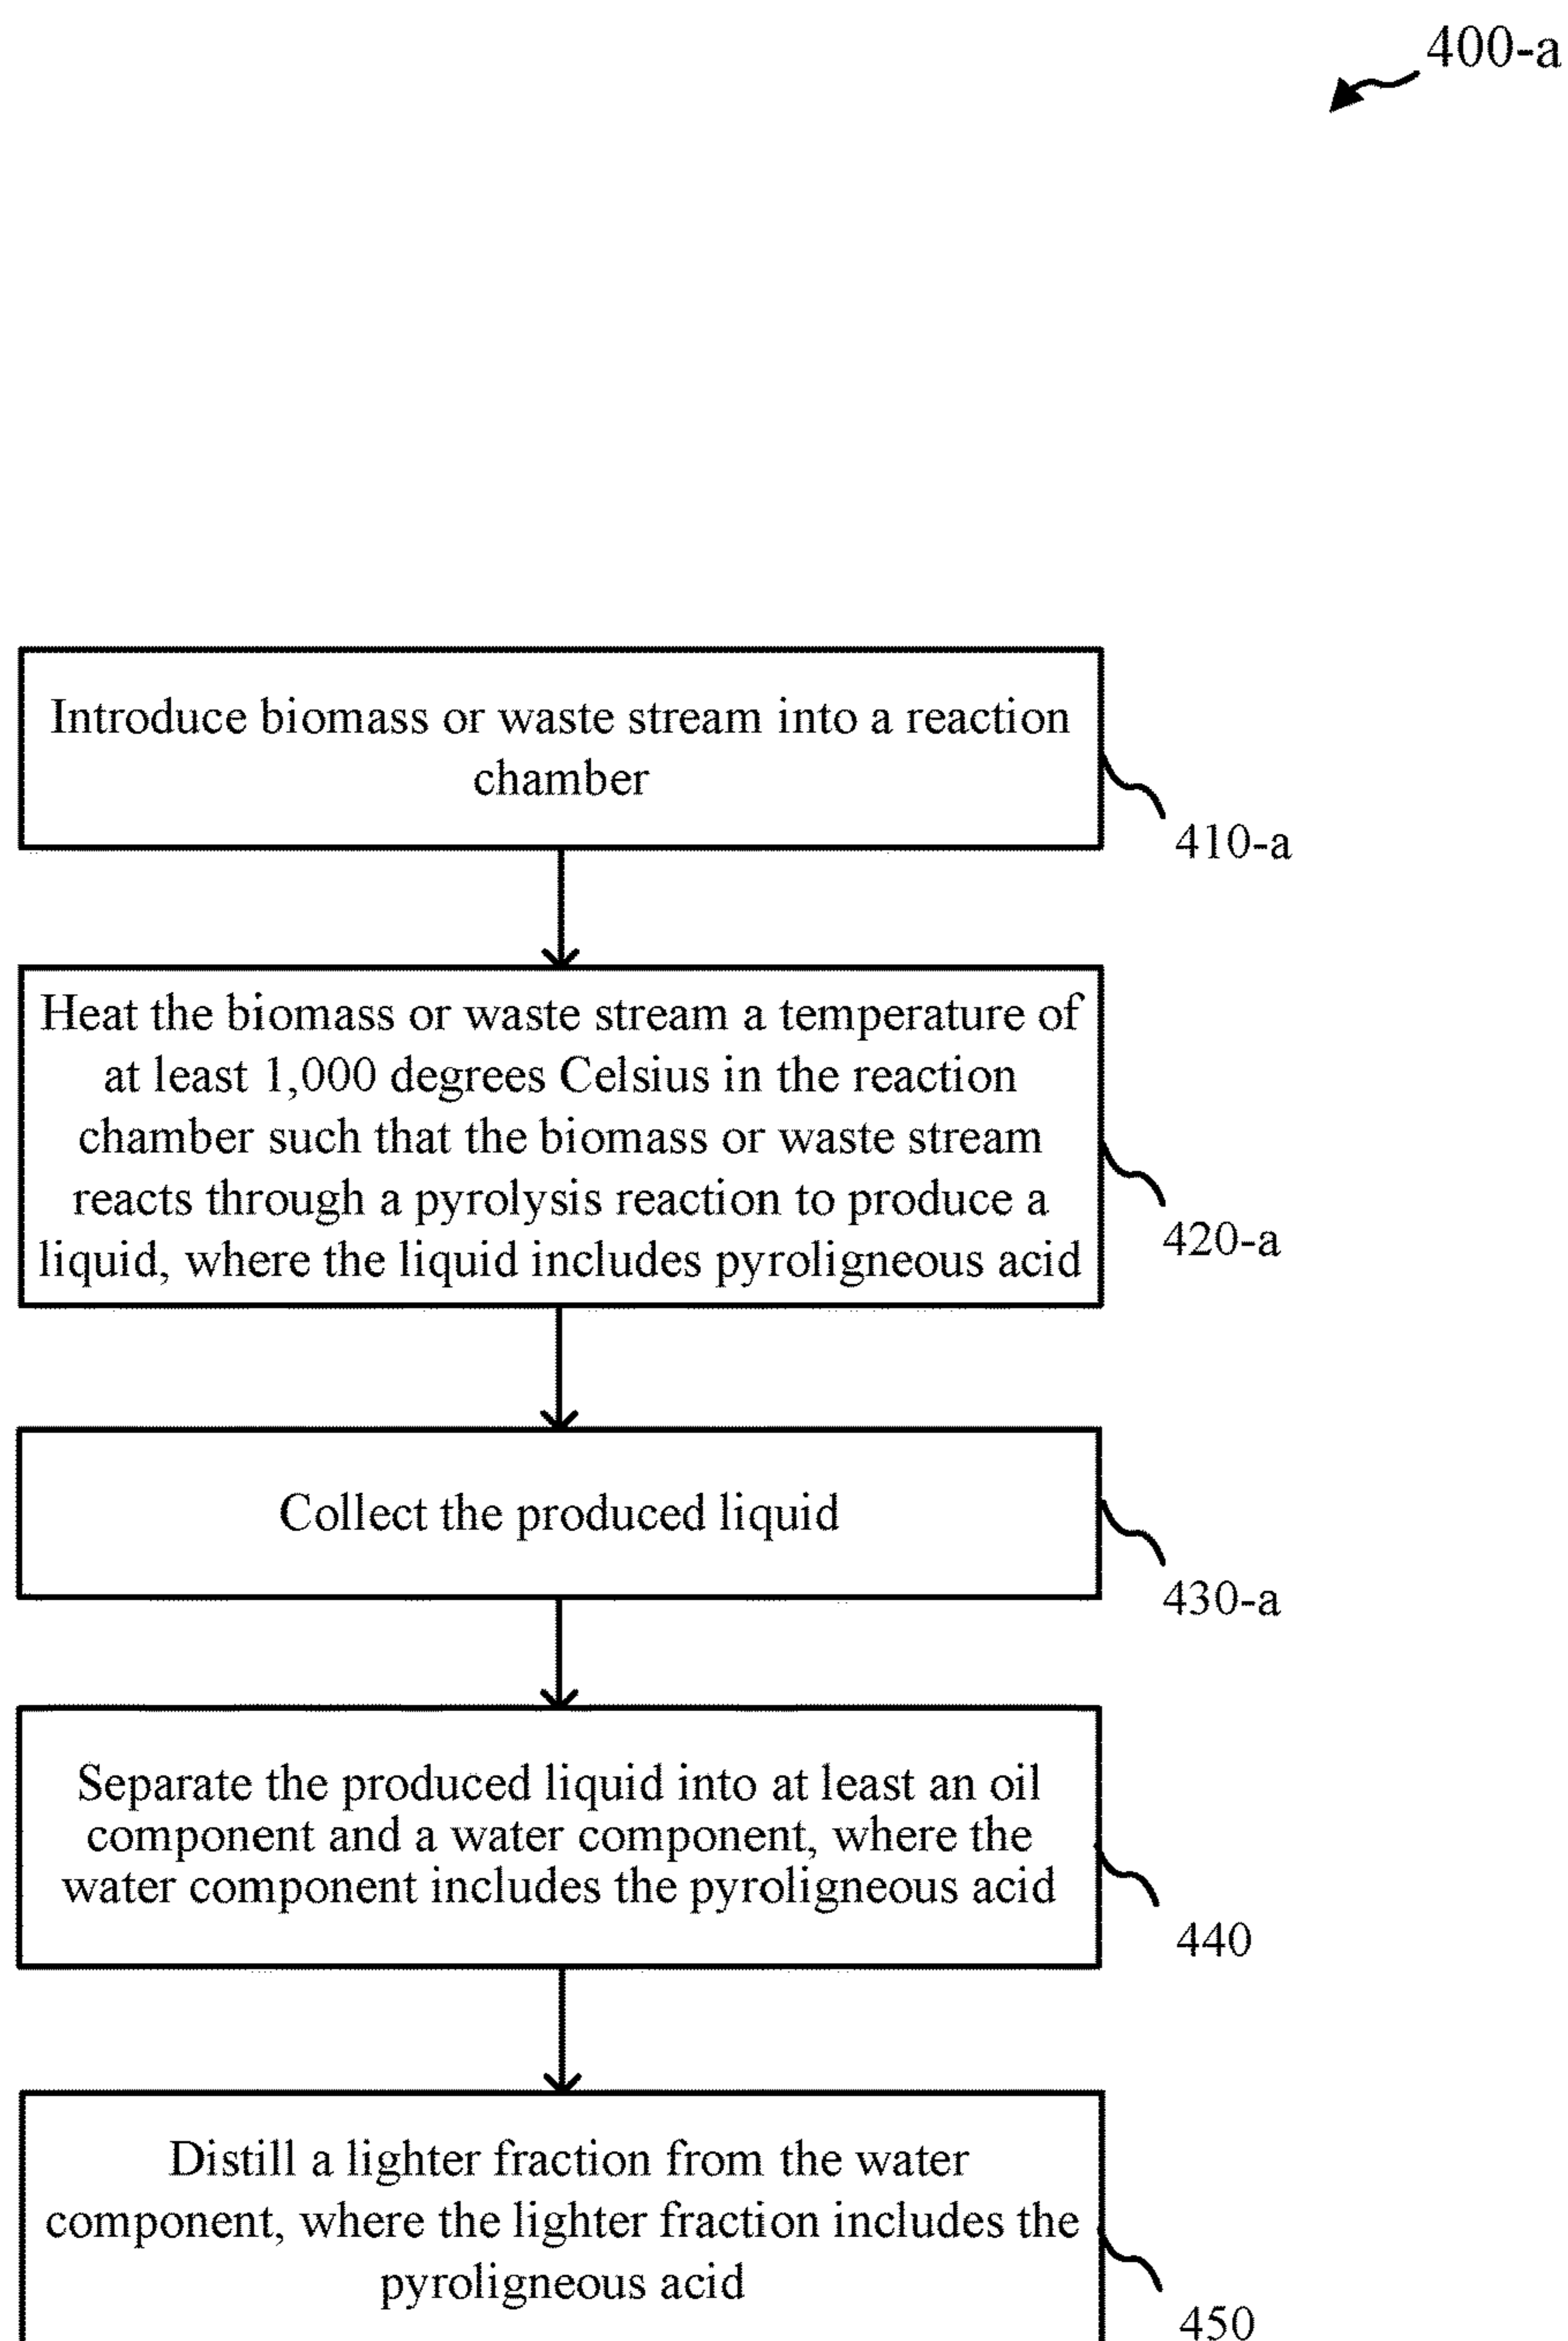 400-a
Introduce biomass or waste stream into a reaction
chamber
410-a
Heat the biomass or waste stream a temperature of
at least 1,000 degrees Celsius in the reaction
chamber such that the biomass or waste stream
reacts through a pyrolysis reaction to produce a
liquid, where the liquid includes pyroligneous acid
420-a
Collect the produced liquid
430-a
Separate the produced liquid into at least an oil
component and a water component, where the
water component includes the pyroligneous acid
440
Distill a lighter fraction from the water
component, where the lighter fraction includes the
pyroligneous acid
450